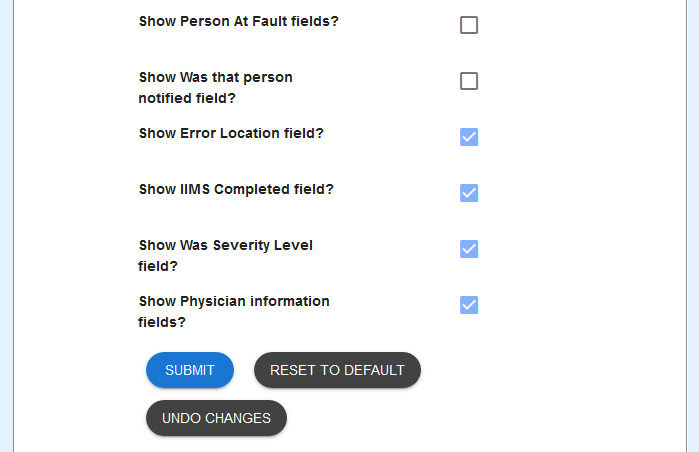 Show Person At Fault fields?
Show Was that person
notified field?
Show Error Location field?
Show IIMS Completed field?
Show Was Severity Level
field?
Show Physician information
fields?
SUBMIT
RESET TO DEFAULT
UNDO CHANGES